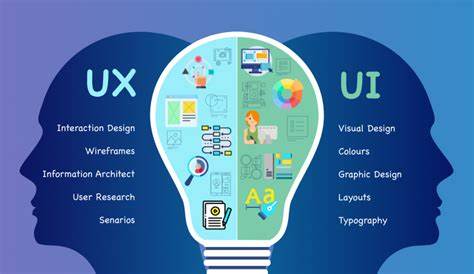 UX
Interaction Design
Wireframes
Information Architect
User Research
Senarios
Aa
UI
Visual Design
Colours
Graphic Design
Layouts
Typography